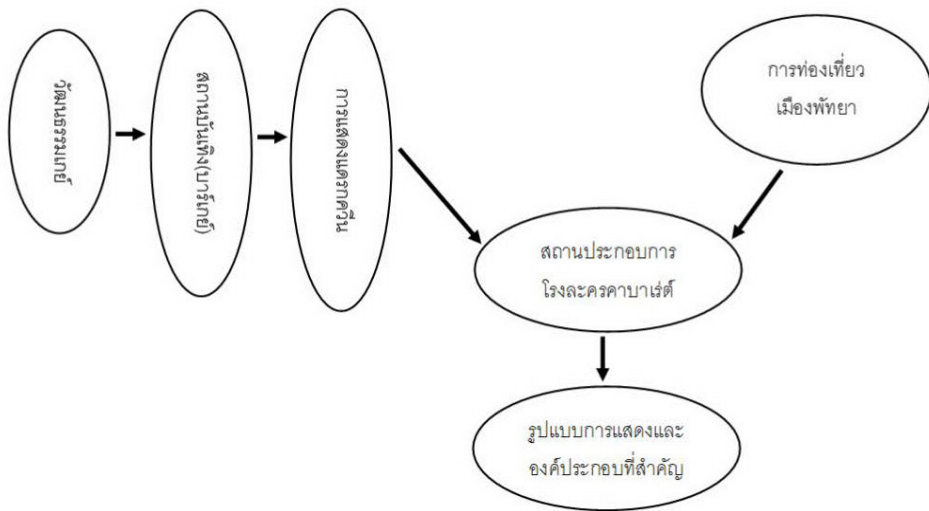 วัฒนธรรมเกย์
สถานบันเทิง(บาร์เกย์)
การแสดงแดรกควีน
การท่องเที่ยว
เมืองพัทยา
สถานประกอบการ
โรงละครคาบาเร่ต์
รูปแบบการแสดงและ
องค์ประกอบที่สำคัญ